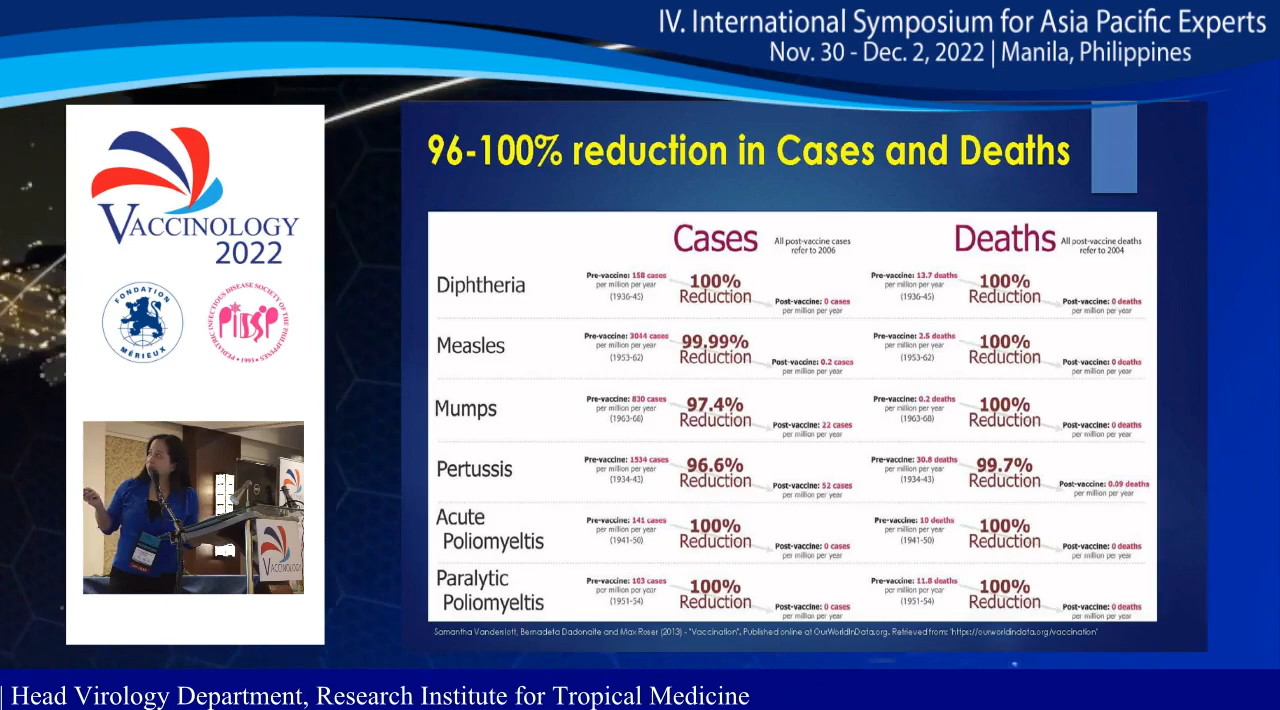 IV. International Symposium for Asia Pacific Experts
Nov. 30 - Dec. 2, 2022 | Manila, Philippines
VACCINOLOGY
2022
FONDATION
MÉRIEUX
PEDIATRIC INFECTIOUS DISEASE SOCIETY OF THE PHILIPPINES
PIDSP
• 1993 •
VACCINOLOGY
96-100% reduction in Cases and Deaths
Cases
All post-vaccine cases
refer to 2006
Deaths
All post-vaccine deaths
refer to 2004
Diphtheria
Pre-vaccine: 158 cases
per million per year
(1936-45)
100%
Reduction
Post-vaccine: 0 cases
per million per year
Pre-vaccine: 13.7 deaths
per million per year
(1936-45)
100%
Reduction
Post-vaccine: 0 deaths
per million per year
Measles
Pre-vaccine: 3044 cases
per million per year
(1953-62)
99.99%
Reduction
Post-vaccine: 0.2 cases
per million per year
Pre-vaccine: 2.5 deaths
per million per year
(1953-62)
100%
Reduction
Post-vaccine: 0 deaths
per million per year
Mumps
Pre-vaccine: 830 cases
per million per year
(1963-68)
97.4%
Reduction
Post-vaccine: 22 cases
per million per year
Pre-vaccine: 0.2 deaths
per million per year
(1963-68)
100%
Reduction
Post-vaccine: 0 deaths
per million per year
Pertussis
Pre-vaccine: 1534 cases
per million per year
(1934-43)
96.6%
Reduction
Post-vaccine: 52 cases
per million per year
Pre-vaccine: 30.8 deaths
per million per year
(1934-43)
99.7%
Reduction
Post-vaccine: 0.09 deaths
per million per year
Acute
Poliomyeltis
Pre-vaccine: 141 cases
per million per year
(1941-50)
100%
Reduction
Post-vaccine: 0 cases
per million per year
Pre-vaccine: 10 deaths
per million per year
(1941-50)
100%
Reduction
Post-vaccine: 0 deaths
per million per year
Paralytic
Poliomyeltis
Pre-vaccine: 103 cases
per million per year
(1951-54)
100%
Reduction
Post-vaccine: 0 cases
per million per year
Pre-vaccine: 11.8 deaths
per million per year
(1951-54)
100%
Reduction
Post-vaccine: 0 deaths
per million per year
Samantha Vanderslott, Bernadeta Dadonaite and Max Roser (2013) - "Vaccination". Published online at OurWorldInData.org. Retrieved from: 'https://ourworldindata.org/vaccination'
| Head Virology Department, Research Institute for Tropical Medicine